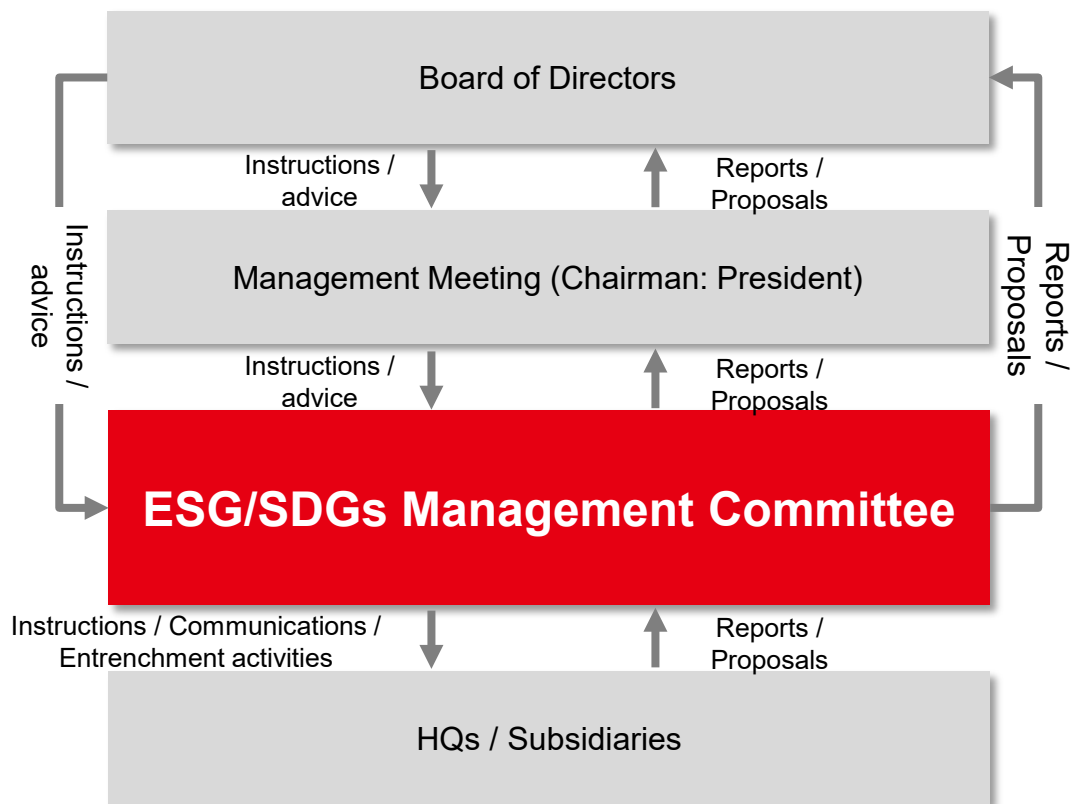 Board of Directors
Instructions /
advice
Reports /
Proposals
Instructions /
advice
Reports /
Proposals
Management Meeting (Chairman: President)
Instructions /
advice
Reports /
Proposals
ESG/SDGs Management Committee
Instructions / Communications /
Entrenchment activities
Reports /
Proposals
HQs / Subsidiaries